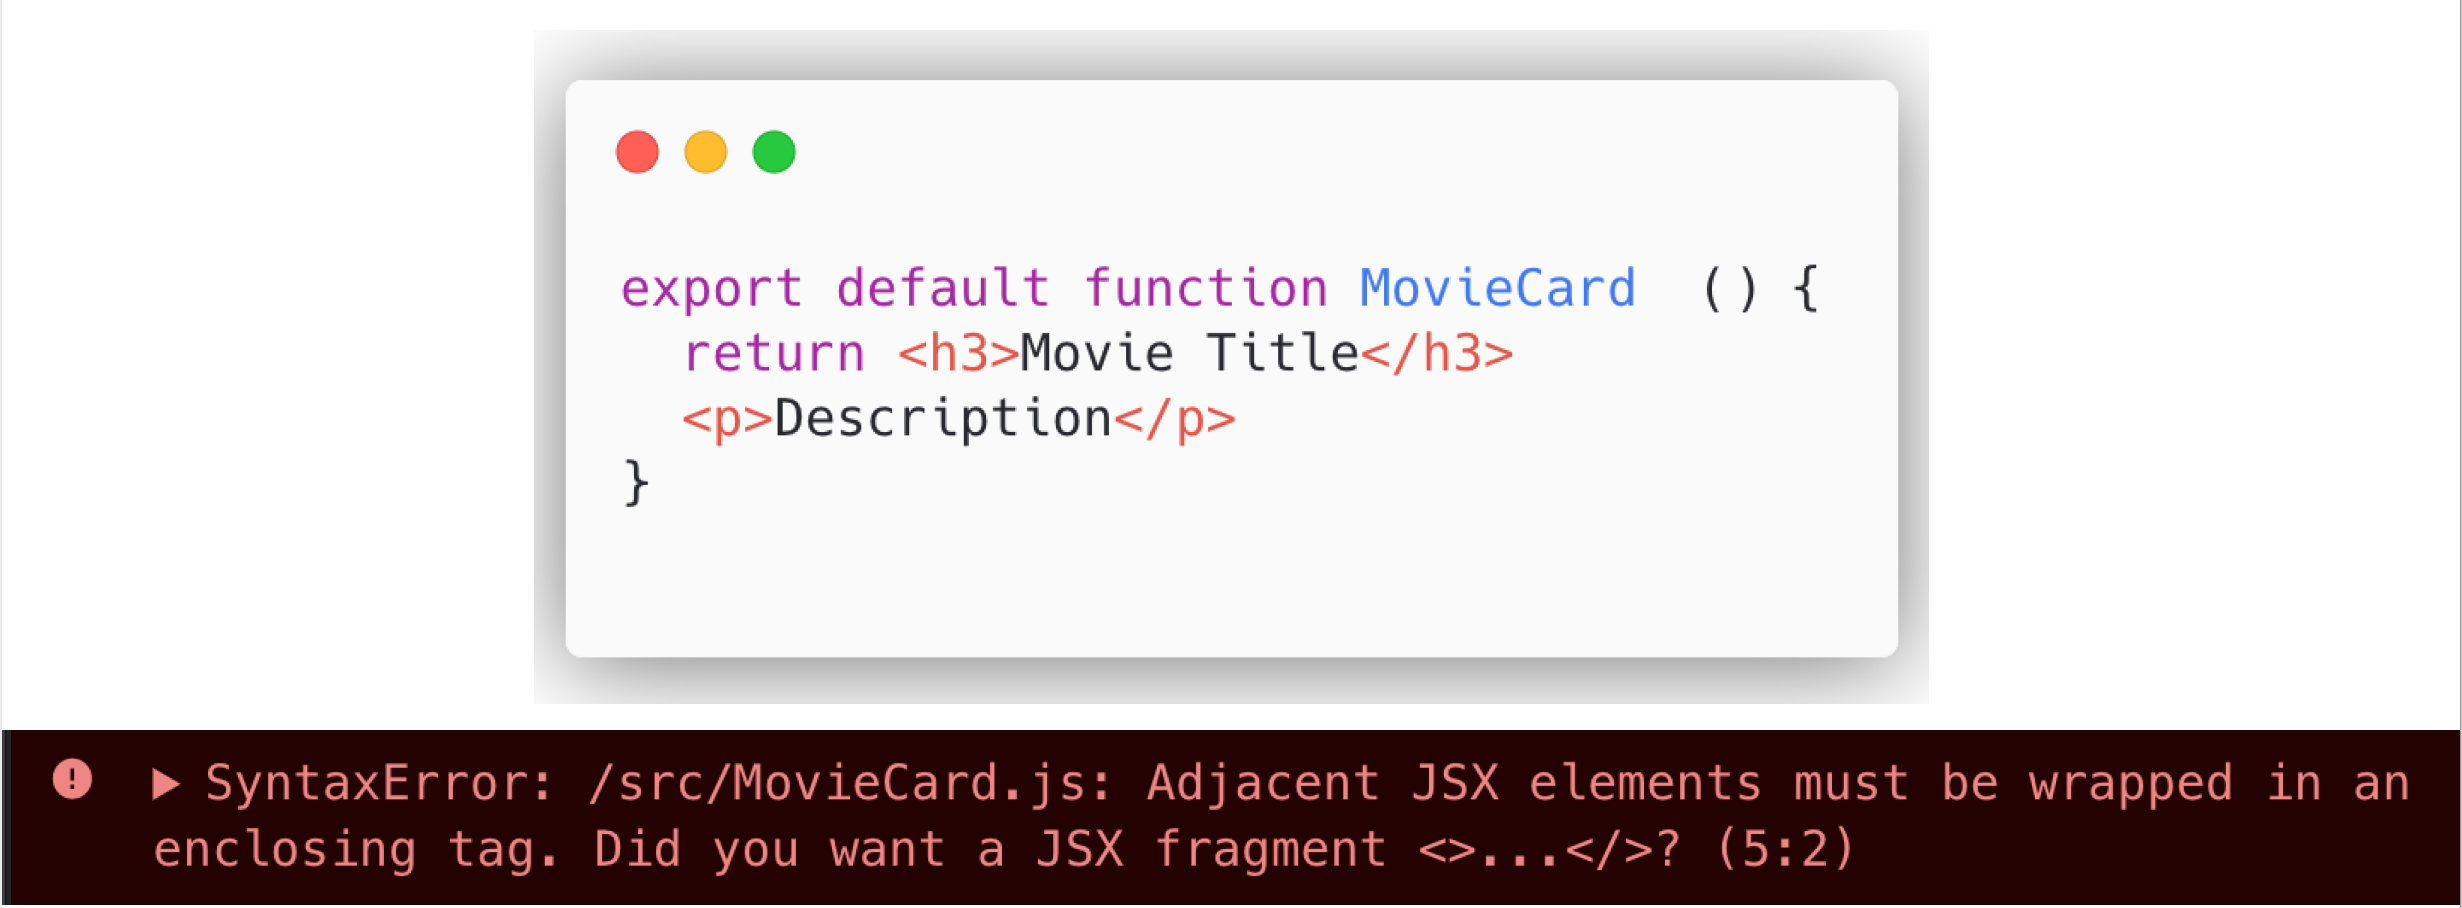 export default function MovieCard  () {
  return <h3>Movie Title</h3>
  <p>Description</p>
}
! ▶ SyntaxError: /src/MovieCard.js: Adjacent JSX elements must be wrapped in an
enclosing tag. Did you want a JSX fragment <>...</>? (5:2)